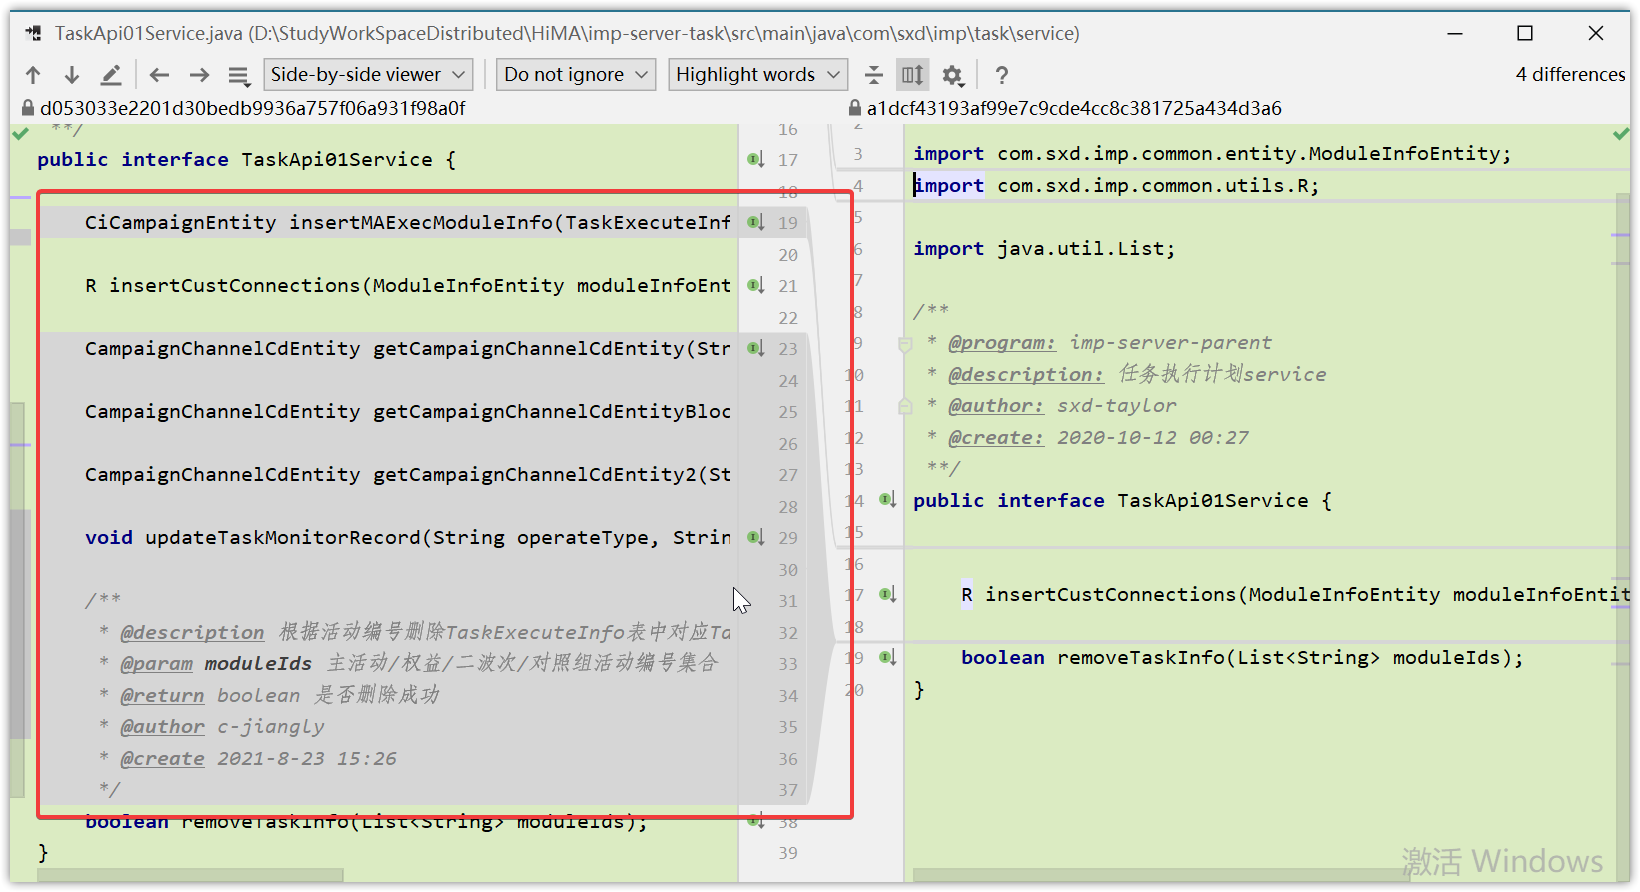 TaskApi01Service.java (D:\StudyWorkSpaceDistributed\HiMA\imp-server-task\src\main\java\com\sxd\imp\task\service)
Side-by-side viewer
Do not ignore
Highlight words
?
4 differences
d053033e2201d30bedb9936a757f06a931f98a0f
**/ 16
public interface TaskApi01Service { 17
18
CiCampaignEntity insertMAExecModuleInfo(TaskExecuteInf 19
20
R insertCustConnections(ModuleInfoEntity moduleInfoEnt 21
22
CampaignChannelCdEntity getCampaignChannelCdEntity(Str 23
24
CampaignChannelCdEntity getCampaignChannelCdEntityBloc 25
26
CampaignChannelCdEntity getCampaignChannelCdEntity2(St 27
28
void updateTaskMonitorRecord(String operateType, Strin 29
30
/** 31
* @description 根据活动编号删除TaskExecuteInfo表中对应Ta 32
* @param moduleIds 主活动/权益/二波次/对照组活动编号集合 33
* @return boolean 是否删除成功 34
* @author c-jiangly 35
* @create 2021-8-23 15:26 36
*/ 37
boolean removeTaskInfo(List<String> moduleIds); 38
} 39
a1dcf43193af99e7c9cde4cc8c381725a434d3a6
2
3 import com.sxd.imp.common.entity.ModuleInfoEntity;
4 import com.sxd.imp.common.utils.R;
5
6 import java.util.List;
7
8 /**
9 * @program: imp-server-parent
10 * @description: 任务执行计划service
11 * @author: sxd-taylor
12 * @create: 2020-10-12 00:27
13 **/
14 public interface TaskApi01Service {
15
16
17 R insertCustConnections(ModuleInfoEntity moduleInfoEntit
18
19 boolean removeTaskInfo(List<String> moduleIds);
20 }
激活 Windows